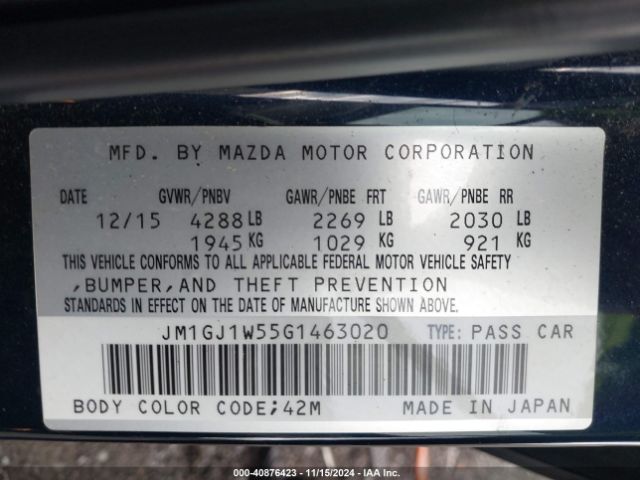 MFD. BY MAZDA MOTOR CORPORATION
DATE GVWR/PNBV GAWR/PNBE FRT GAWR/PNBE RR
12/15 4288 LB 2269 LB 2030 LB
1945 KG 1029 KG 921 KG
THIS VEHICLE CONFORMS TO ALL APPLICABLE FEDERAL MOTOR VEHICLE SAFETY
,BUMPER,AND THEFT PREVENTION
STANDARDS IN EFFECT ON THE DATE OF MANUFACTURE SHOWN ABOVE.
JM1GJ1W55G1463020 TYPE: PASS CAR
BODY COLOR CODE;42M MADE IN JAPAN
000-40876423 - 11/15/2024 - IAA Inc.